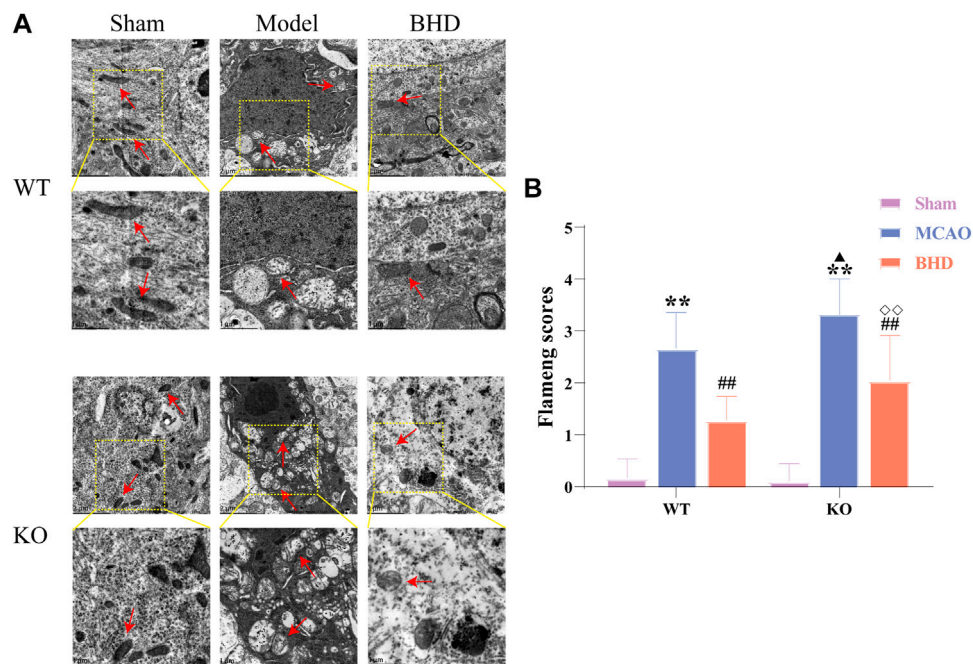 A
Sham Model BHD
WT
KO
B
Sham
MCAO
BHD
Flameng scores
5
4
3
2
1
0
**
##
▲
**
◇◇
##
WT KO